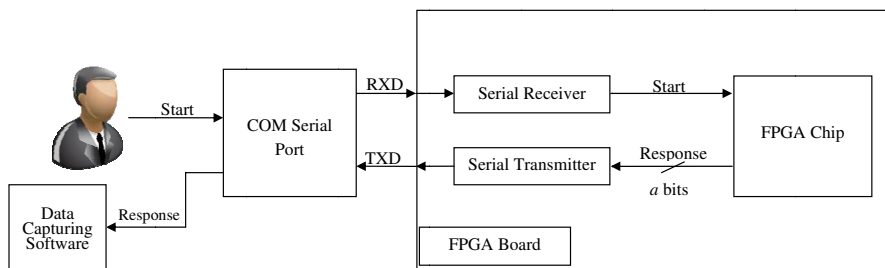 RXD
Serial Receiver
Start
Start
COM Serial
Port
FPGA Chip
TXD
Serial Transmitter
Response
a bits
Data
Capturing
Software
Response
FPGA Board